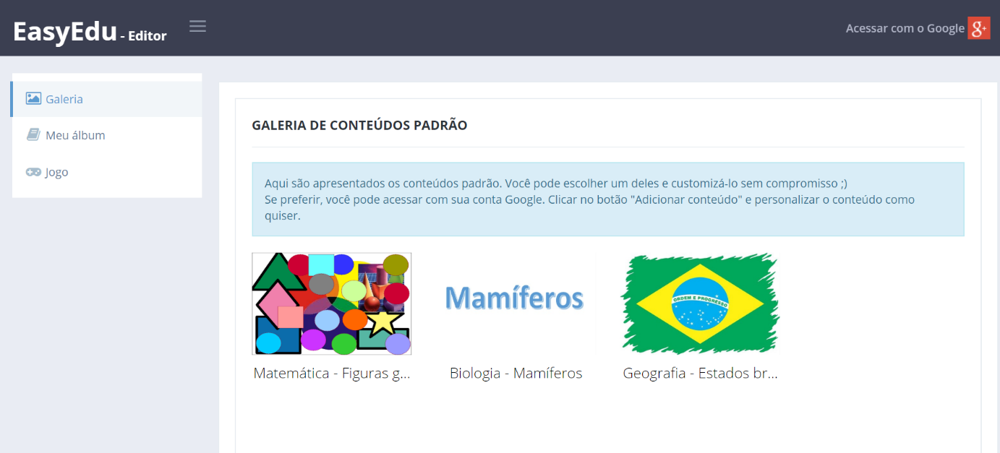 EasyEdu - Editor
Acessar com o Google g+
Galeria
Meu álbum
Jogo
GALERIA DE CONTEÚDOS PADRÃO
Aqui são apresentados os conteúdos padrão. Você pode escolher um deles e customizá-lo sem compromisso ;)
Se preferir, você pode acessar com sua conta Google. Clicar no botão "Adicionar conteúdo" e personalizar o conteúdo como
quiser.
Mamíferos
ORDEM E PROGRESSO
Matemática - Figuras g...
Biologia - Mamíferos
Geografia - Estados br...